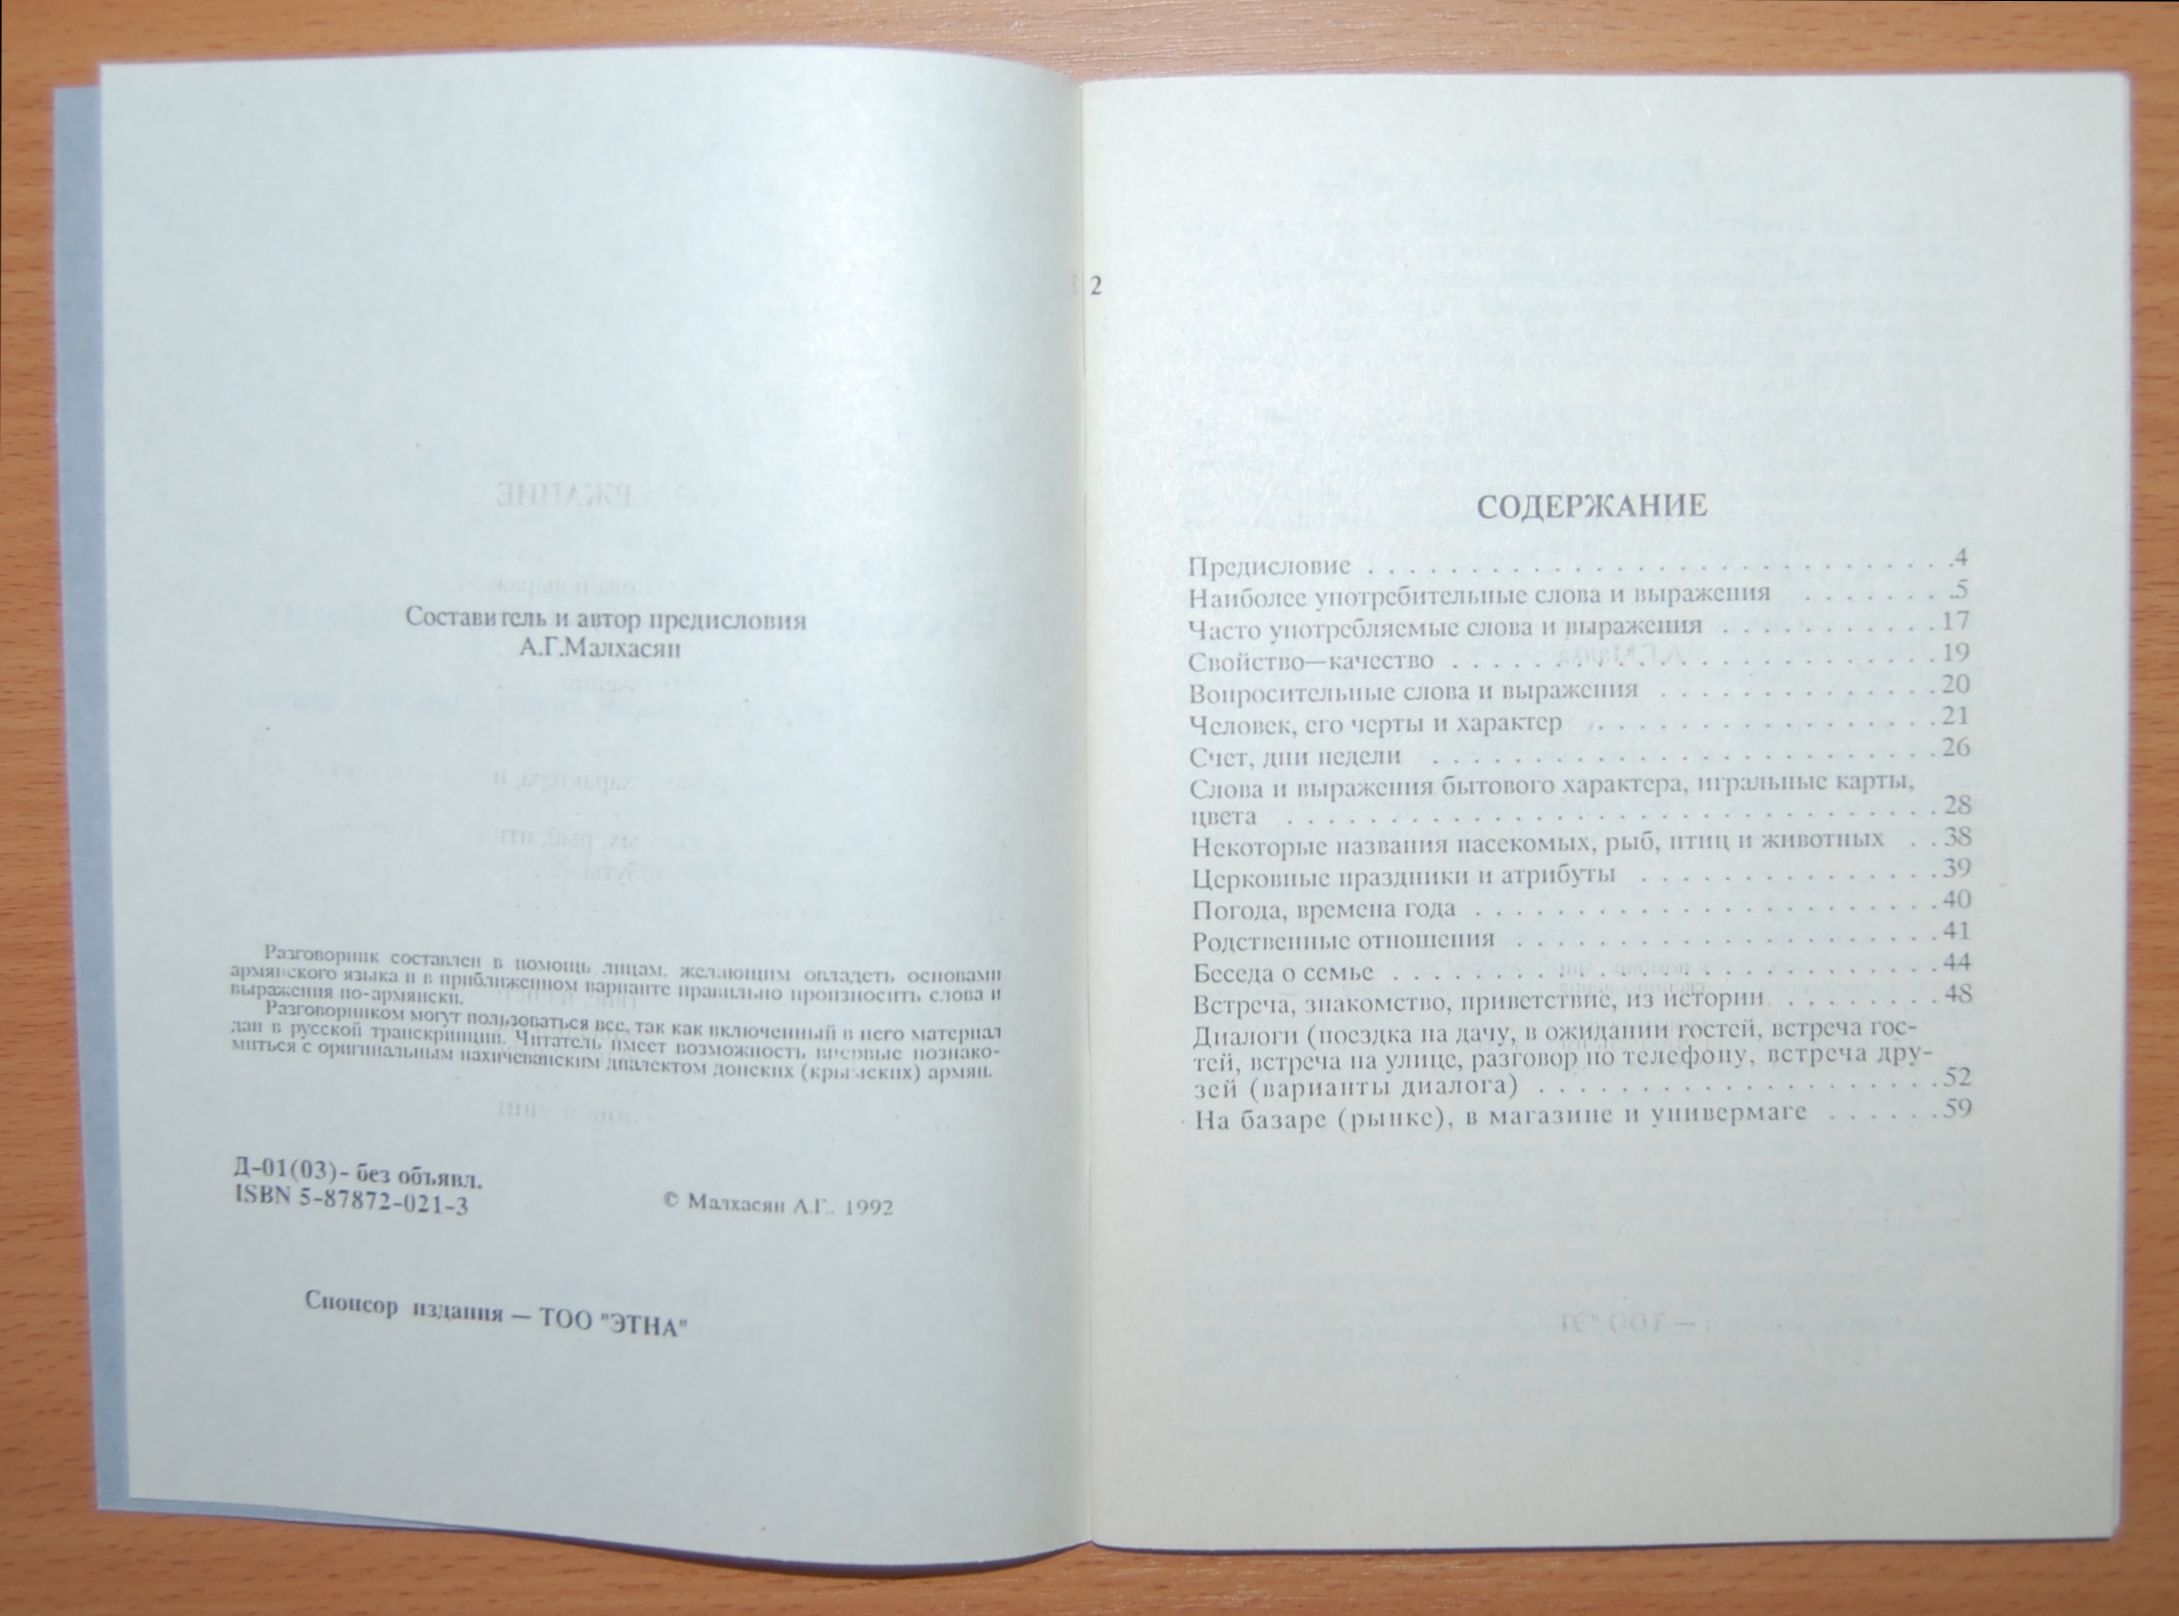 Составитель и автор предисловия
А.Г.Малхасян
Разговорник составлен в помощь лицам, желающим овладеть основами
армянского языка и в приближенном варианте правильно произносить слова и
выражения по-армянски.
Разговорником могут пользоваться все, так как включенный в него материал
дан в русской транскрипции. Читатель имеет возможность впервые познако-
миться с оригинальным нахичеванским диалектом донских (крымских) армян.
Д-01(03)- без объявл.
ISBN 5-87872-021-3
© Малхасян А.Г., 1992
Спонсор издания — ТОО "ЭТНА"
2
СОДЕРЖАНИЕ
Предисловие . . . . . . . . . . . . . . . . . . . . . . . . . . . . .4
Наиболее употребительные слова и выражения . . . . . . . .5
Часто употребляемые слова и выражения . . . . . . . . . . . 17
Свойство—качество . . . . . . . . . . . . . . . . . . . . . . . . 19
Вопросительные слова и выражения . . . . . . . . . . . . . . 20
Человек, его черты и характер . . . . . . . . . . . . . . . . . 21
Счет, дни недели . . . . . . . . . . . . . . . . . . . . . . . . . 26
Слова и выражения бытового характера, игральные карты,
цвета . . . . . . . . . . . . . . . . . . . . . . . . . . . . . . . . 28
Некоторые названия насекомых, рыб, птиц и животных . . 38
Церковные праздники и атрибуты . . . . . . . . . . . . . . . 39
Погода, времена года . . . . . . . . . . . . . . . . . . . . . . . 40
Родственные отношения . . . . . . . . . . . . . . . . . . . . . 41
Беседа о семье . . . . . . . . . . . . . . . . . . . . . . . . . . . 44
Встреча, знакомство, приветствие, из истории . . . . . . . . 48
Диалоги (поездка на дачу, в ожидании гостей, встреча гос-
тей, встреча на улице, разговор по телефону, встреча дру-
зей (варианты диалога) . . . . . . . . . . . . . . . . . . . . 52
На базаре (рынке), в магазине и универмаге . . . . . . 59